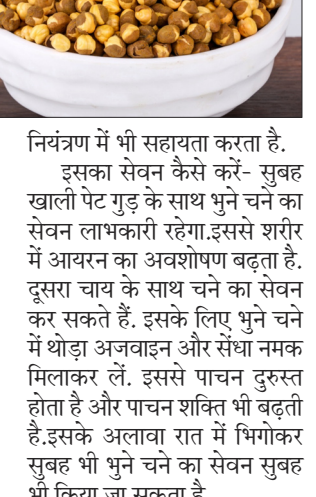 नियंत्रण में भी सहायता करता है.
इसका सेवन कैसे करें- सुबह
खाली पेट गुड़ के साथ भुने चने का
सेवन लाभकारी रहेगा.इससे शरीर
में आयरन का अवशोषण बढ़ता है.
दूसरा चाय के साथ चने का सेवन
कर सकते हैं. इसके लिए भुने चने
में थोड़ा अजवाइन और सेंधा नमक
मिलाकर लें. इससे पाचन दुरुस्त
होता है और पाचन शक्ति भी बढ़ती
है.इसके अलावा रात में भिगोकर
सुबह भी भुने चने का सेवन सुबह
भी किया जा सकता है